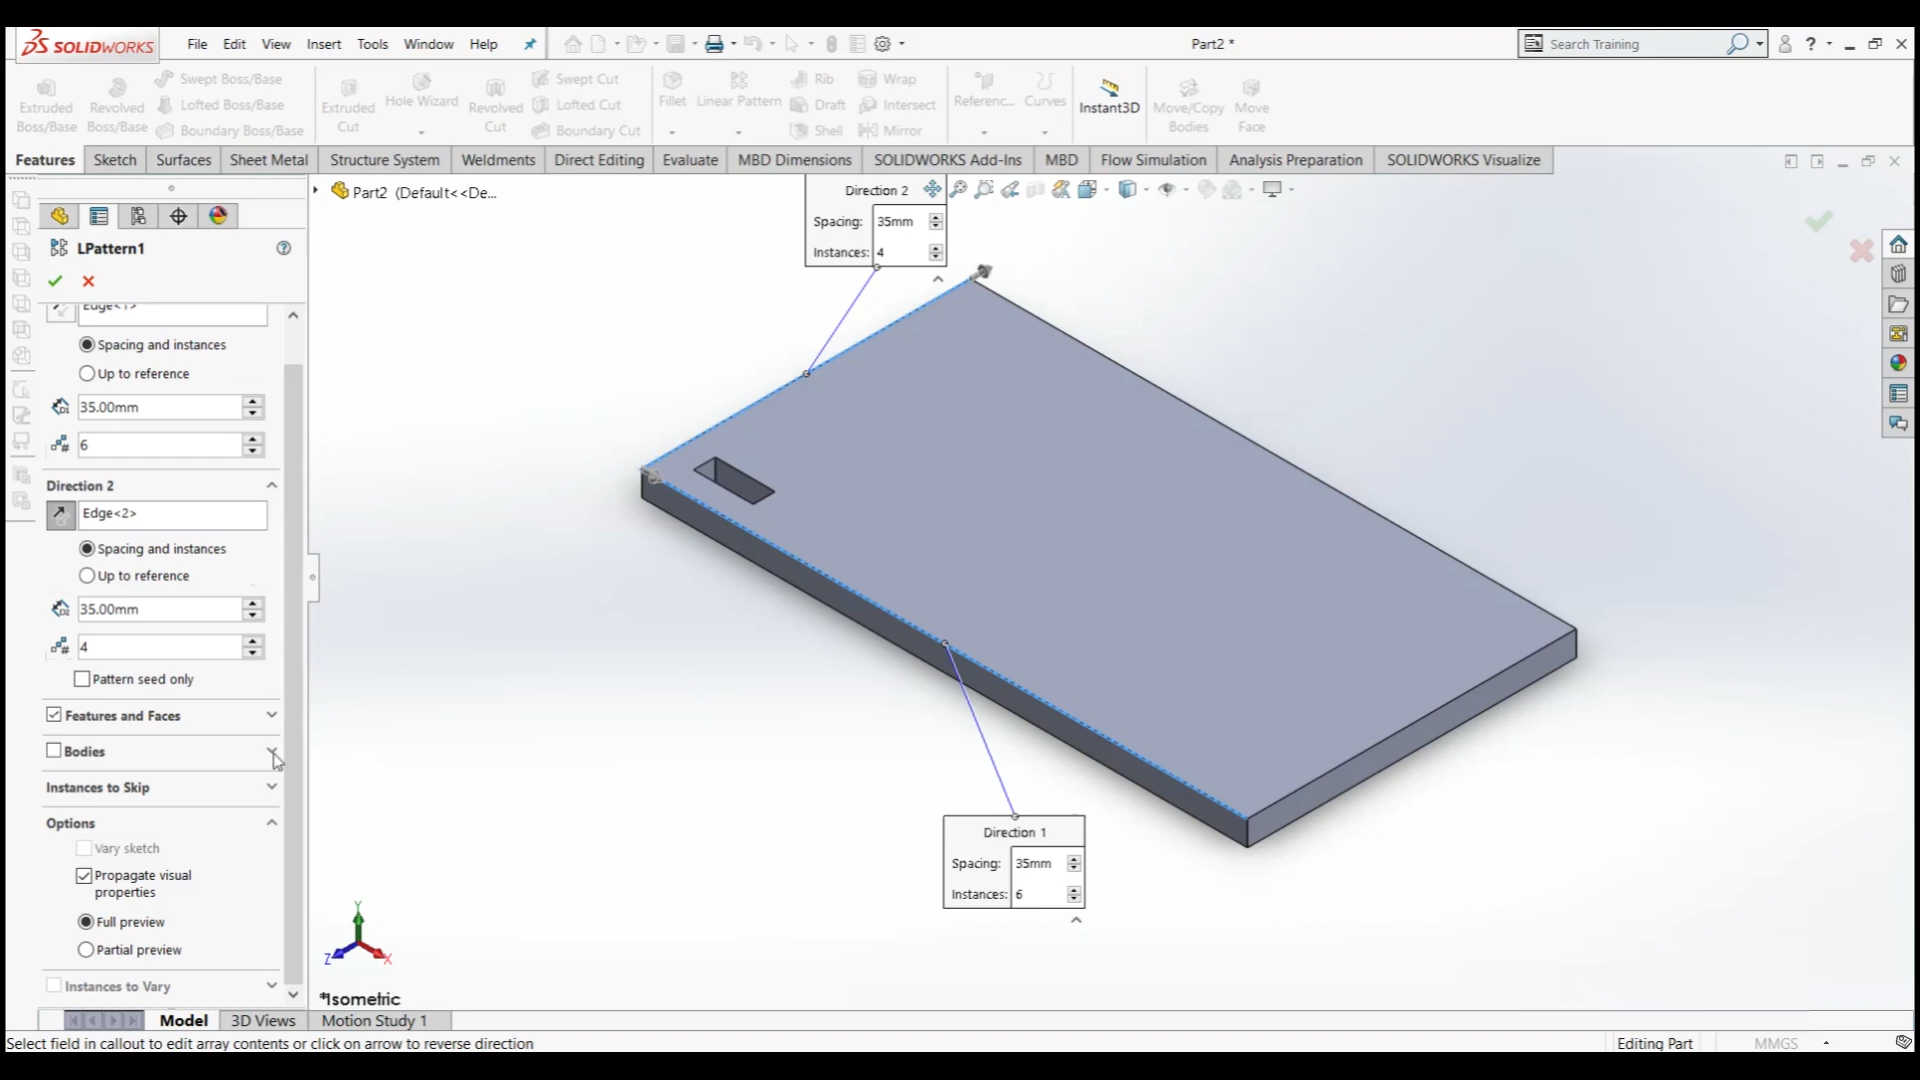 SOLIDWORKS File Edit View Insert Tools Window Help Part2 * Search Training ?
Extruded Boss/Base
Revolved Boss/Base
Swept Boss/Base
Lofted Boss/Base
Boundary Boss/Base
Extruded Cut
Hole Wizard
Revolved Cut
Swept Cut
Lofted Cut
Boundary Cut
Fillet
Linear Pattern
Rib
Draft
Shell
Wrap
Intersect
Mirror
Referenc...
Curves
Instant3D
Move/Copy Bodies
Move Face
Features Sketch Surfaces Sheet Metal Structure System Weldments Direct Editing Evaluate MBD Dimensions SOLIDWORKS Add-Ins MBD Flow Simulation Analysis Preparation SOLIDWORKS Visualize
Part2 (Default<<De...
LPattern1
Edge<1>
Spacing and instances
Up to reference
35.00mm
6
Direction 2
Edge<2>
Spacing and instances
Up to reference
35.00mm
4
Pattern seed only
Features and Faces
Bodies
Instances to Skip
Options
Vary sketch
Propagate visual
properties
Full preview
Partial preview
Instances to Vary
Direction 2
Spacing: 35mm
Instances: 4
Direction 1
Spacing: 35mm
Instances: 6
Y
Z
X
*Isometric
Model 3D Views Motion Study 1
Select field in callout to edit array contents or click on arrow to reverse direction Editing Part MMGS